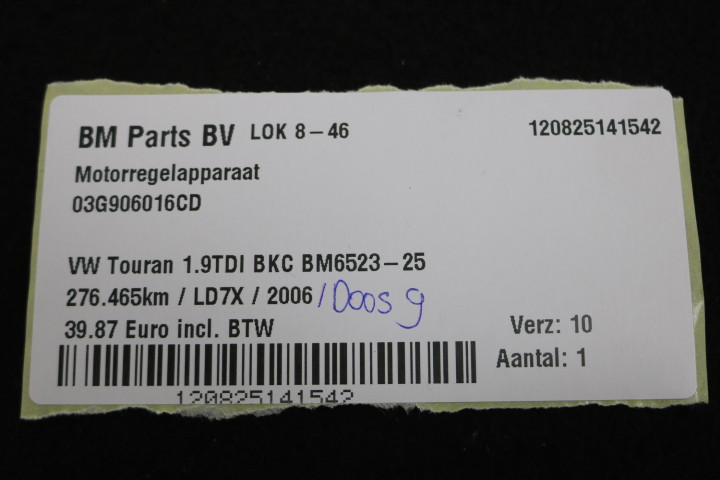 BM Parts BV LOK 8-46 120825141542
Motorregelapparaat
03G906016CD
VW Touran 1.9TDI BKC BM6523-25
276.465km / LD7X / 2006 / Doos 9
39.87 Euro incl. BTW Verz: 10
Aantal: 1
120825141542